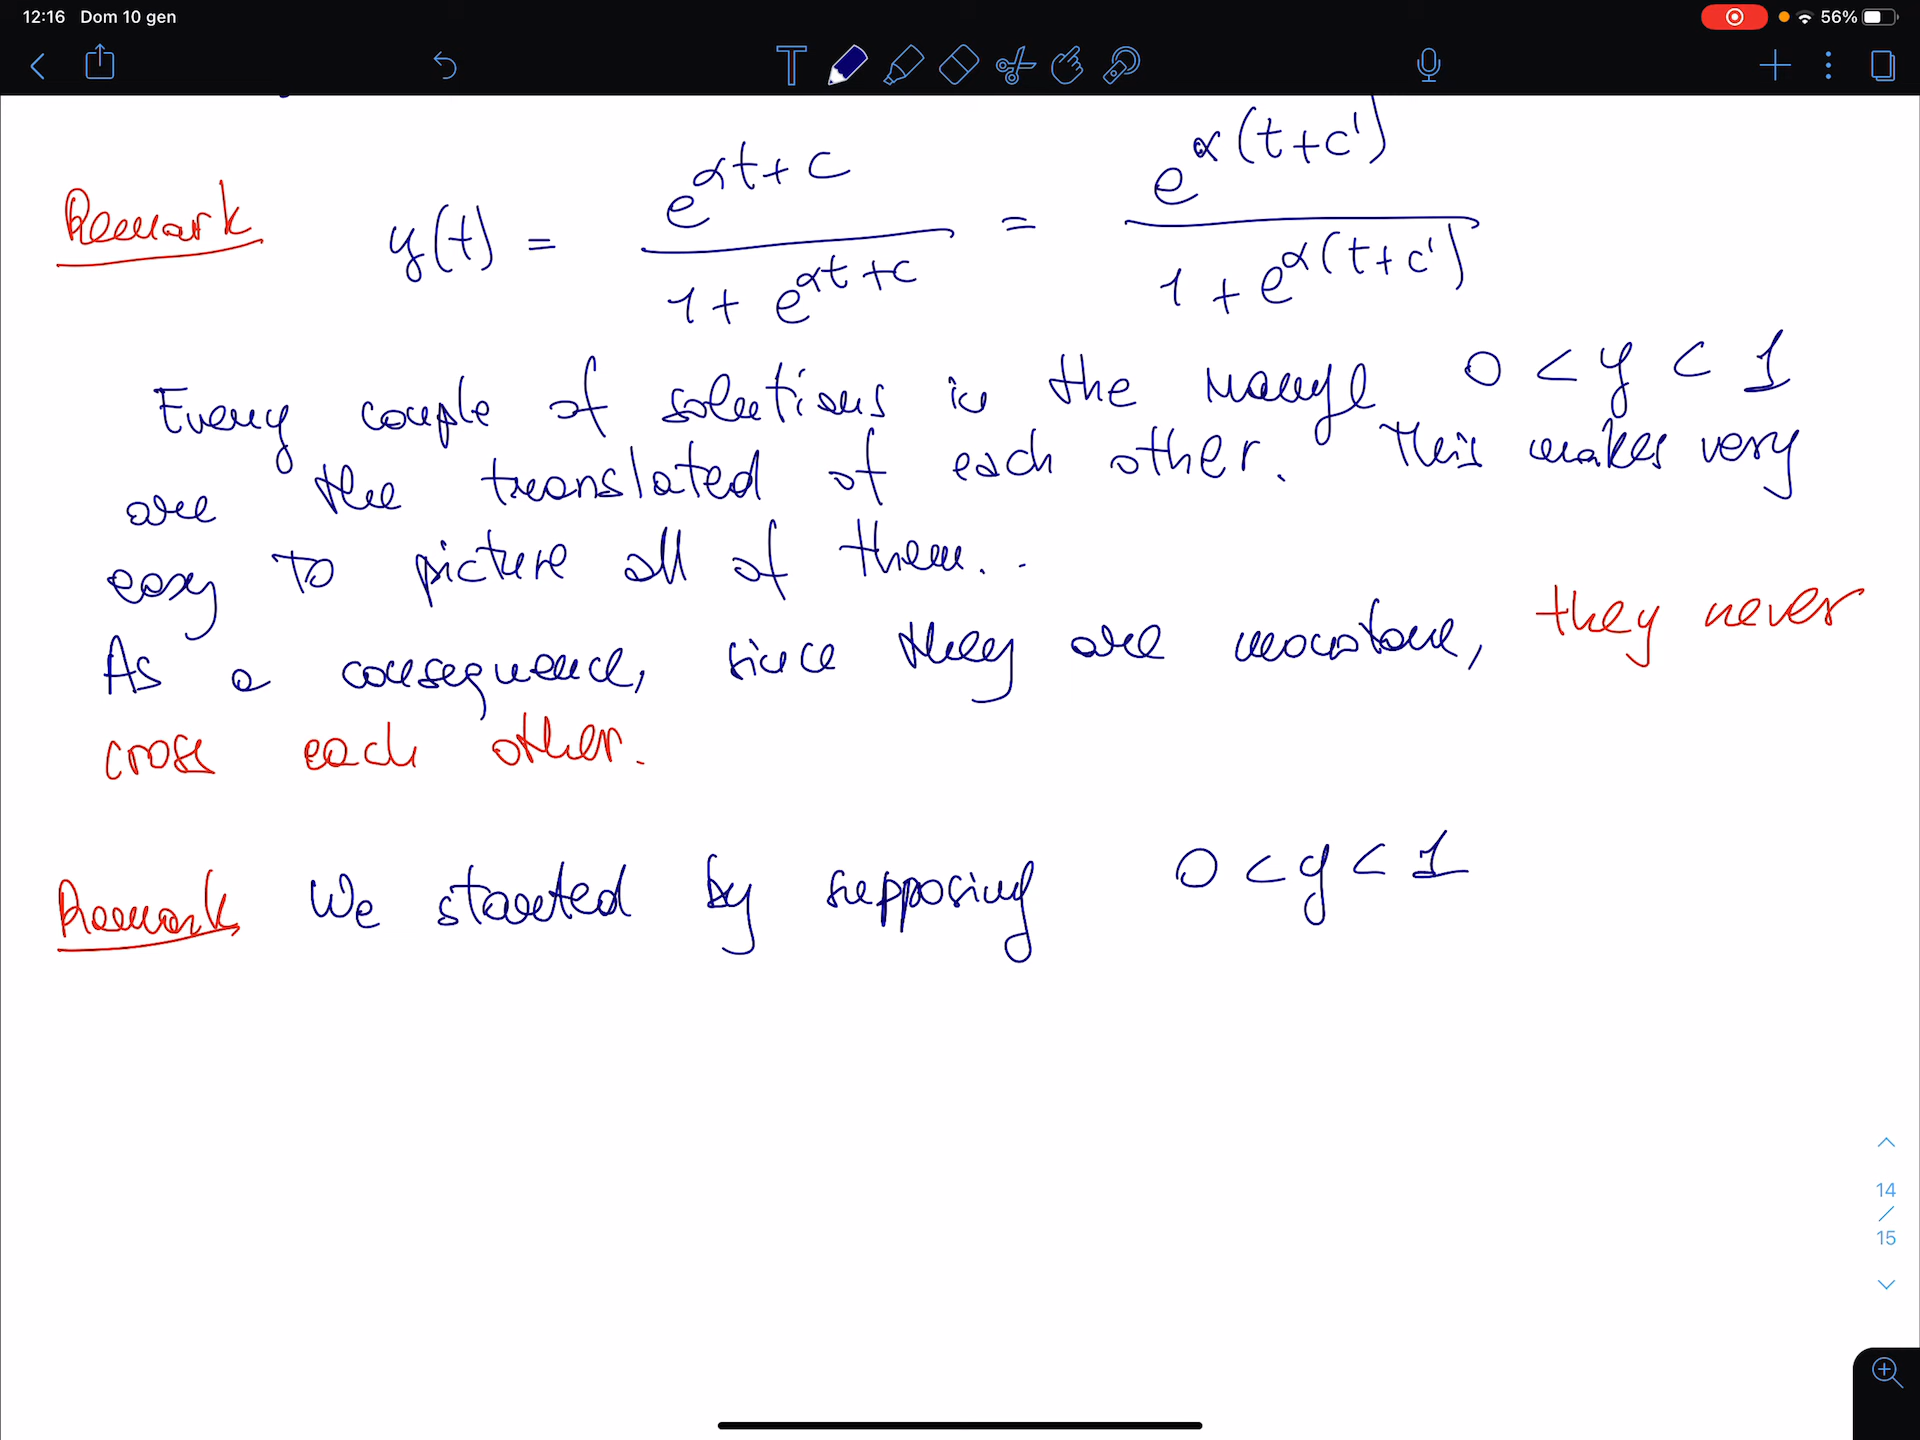 12:16 Dom 10 gen
56%
T
Remark y(t) = e^{αt+c} / (1 + e^{αt+c}) = e^{α(t+c')} / (1 + e^{α(t+c')})
Every couple of solutions in the range 0 < y < 1
are the translated of each other. This makes very
easy to picture all of them..
As a consequence, since they are monotone, they never
cross each other.
Remark We started by supposing 0 < y < 1
14
/
15